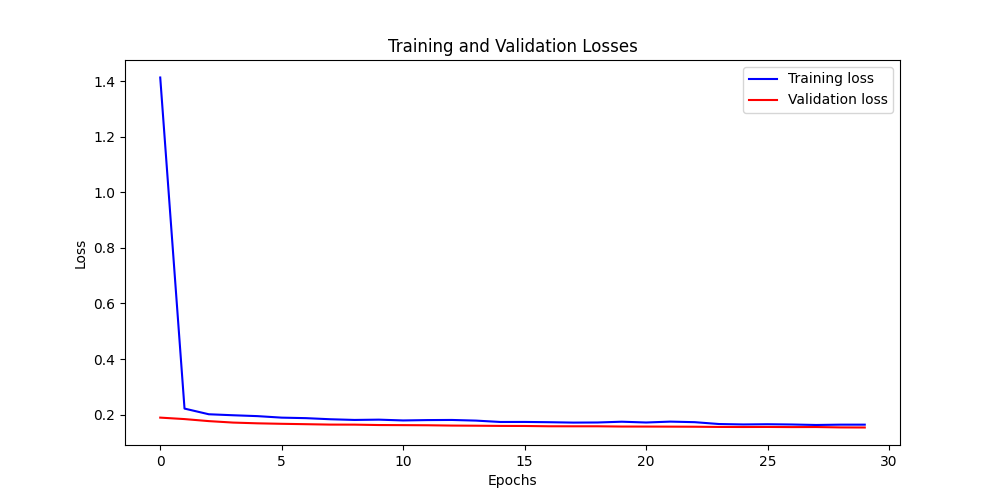 Training and Validation Losses
Training loss
Validation loss
Loss
1.4
1.2
1.0
0.8
0.6
0.4
0.2
0 5 10 15 20 25 30
Epochs